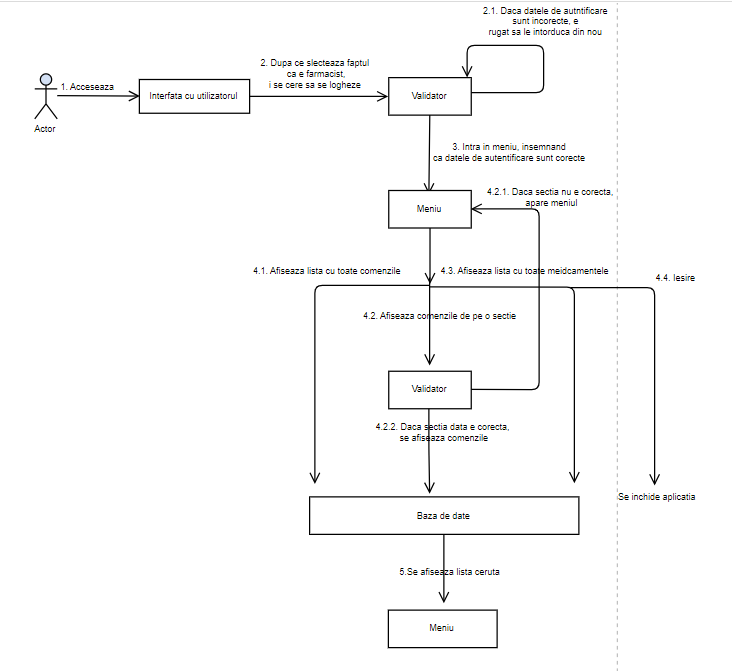 2.1. Daca datele de autntificare
sunt incorecte, e
rugat sa le intorduca din nou
2. Dupa ce slecteaza faptul
ca e farmacist,
i se cere sa se logheze
1. Acceseaza
Interfata cu utilizatorul
Validator
Actor
3. Intra in meniu, insemnand
ca datele de autentificare sunt corecte
4.2.1. Daca sectia nu e corecta,
apare meniul
Meniu
4.1. Afiseaza lista cu toate comenzile
4.3. Afiseaza lista cu toate meidcamentele
4.4. Iesire
4.2. Afiseaza comenzile de pe o sectie
Validator
4.2.2. Daca sectia data e corecta,
se afiseaza comenzile
Se inchide aplicatia
Baza de date
5.Se afiseaza lista ceruta
Meniu